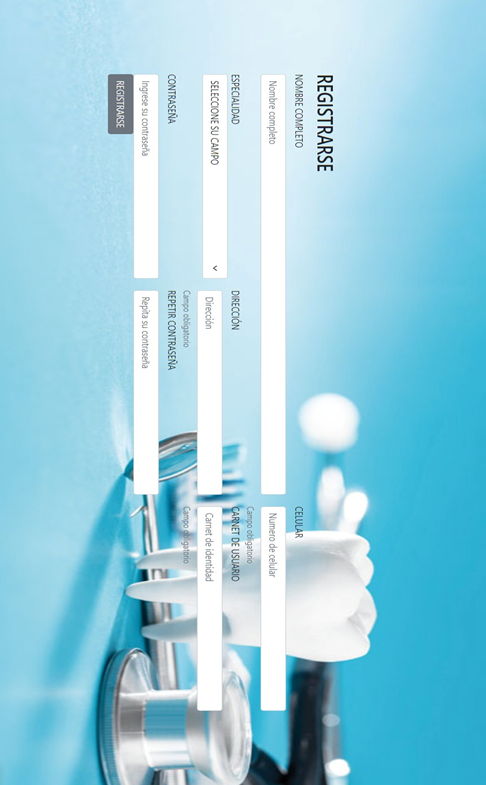 REGISTRARSE
NOMBRE COMPLETO
Nombre completo
CELULAR
Numero de celular
Campo obligatorio
ESPECIALIDAD
SELECCIONE SU CAMPO
DIRECCIÓN
Dirección
Campo obligatorio
CARNET DE USUARIO
Carnet de identidad
Campo obligatorio
CONTRASEÑA
Ingrese su contraseña
REPETIR CONTRASEÑA
Repita su contraseña
REGISTRARSE